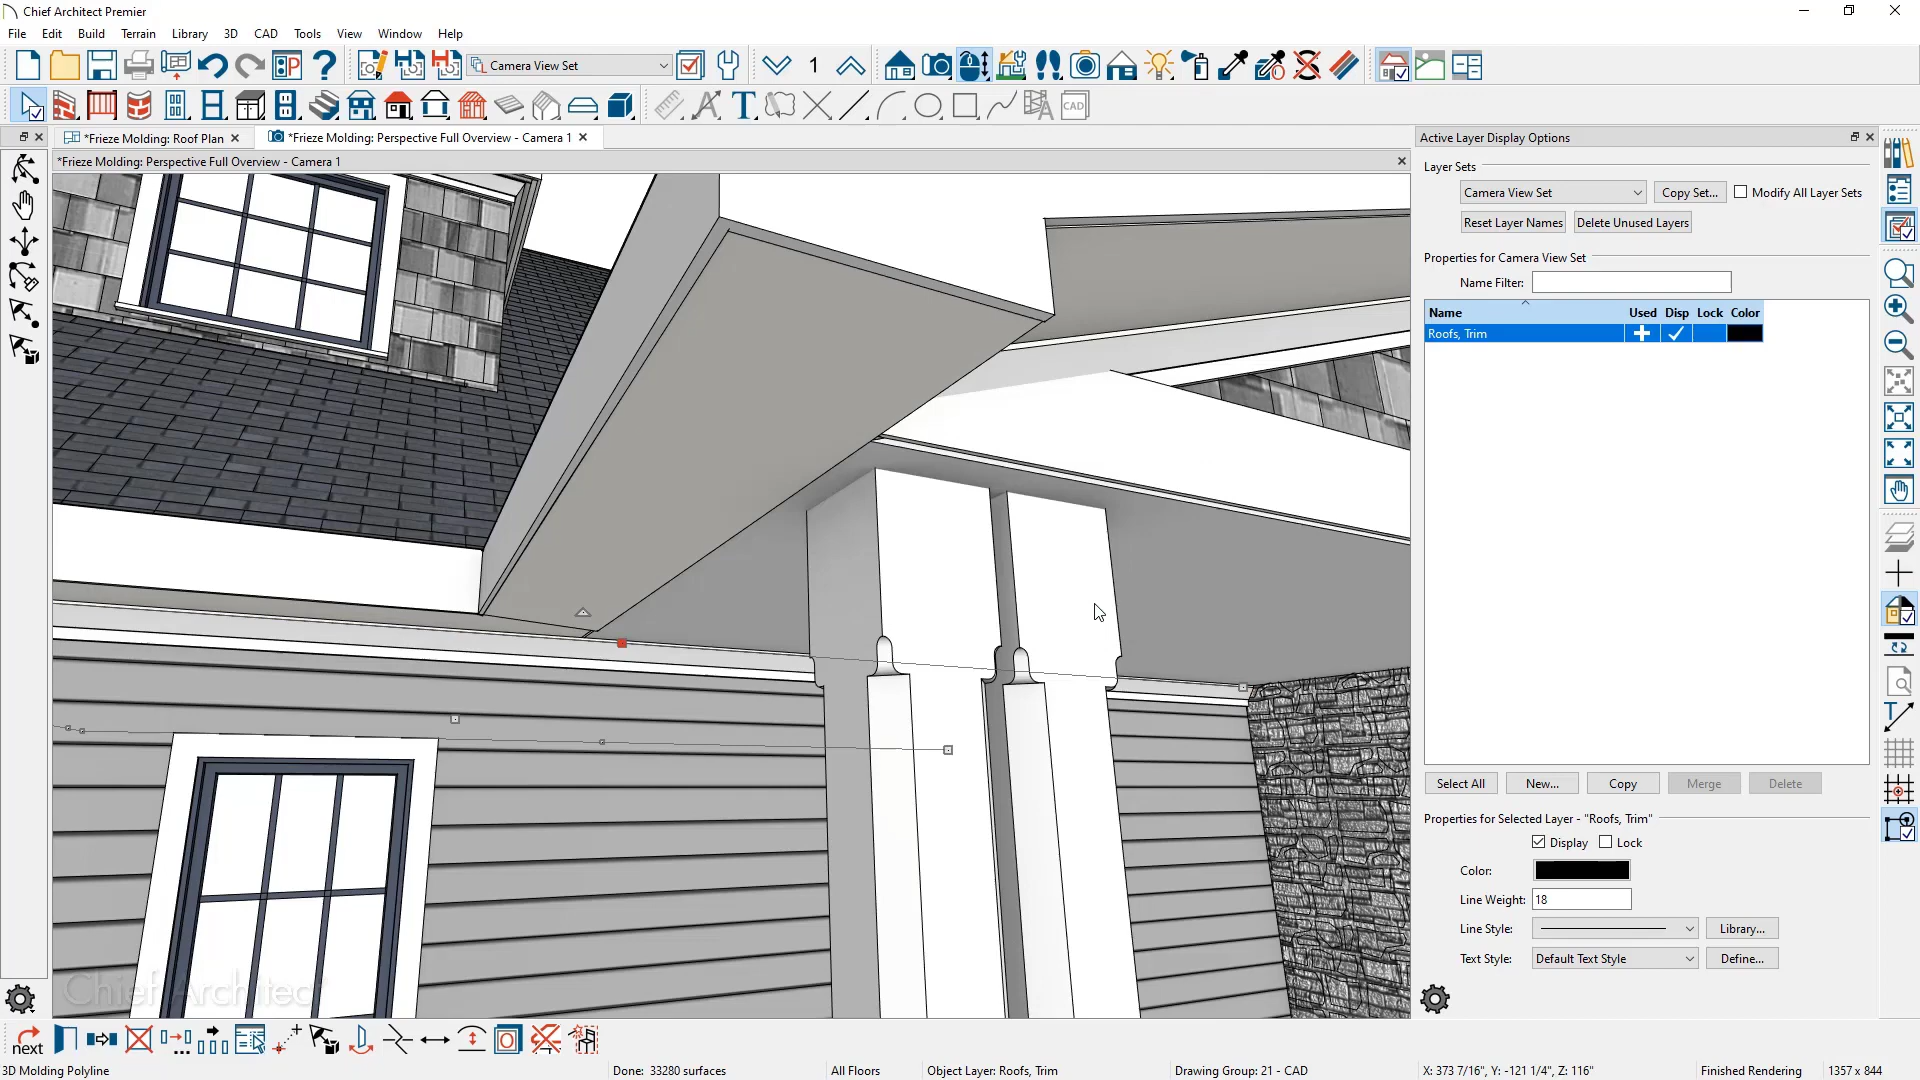 Chief Architect Premier
File Edit Build Terrain Library 3D CAD Tools View Window Help
Camera View Set
1
CAD
*Frieze Molding: Roof Plan
*Frieze Molding: Perspective Full Overview - Camera 1
*Frieze Molding: Perspective Full Overview - Camera 1
Active Layer Display Options
Layer Sets
Camera View Set
Copy Set...
Modify All Layer Sets
Reset Layer Names
Delete Unused Layers
Properties for Camera View Set
Name Filter:
Name Used Disp Lock Color
Roofs, Trim
Select All
New...
Copy
Merge
Delete
Properties for Selected Layer - "Roofs, Trim"
Display
Lock
Color:
Line Weight: 18
Line Style:
Library...
Text Style: Default Text Style
Define...
Chief Architect
next
3D Molding Polyline
Done: 33280 surfaces
All Floors
Object Layer: Roofs, Trim
Drawing Group: 21 - CAD
X: 373 7/16", Y: -121 1/4", Z: 116"
Finished Rendering
1357 x 844